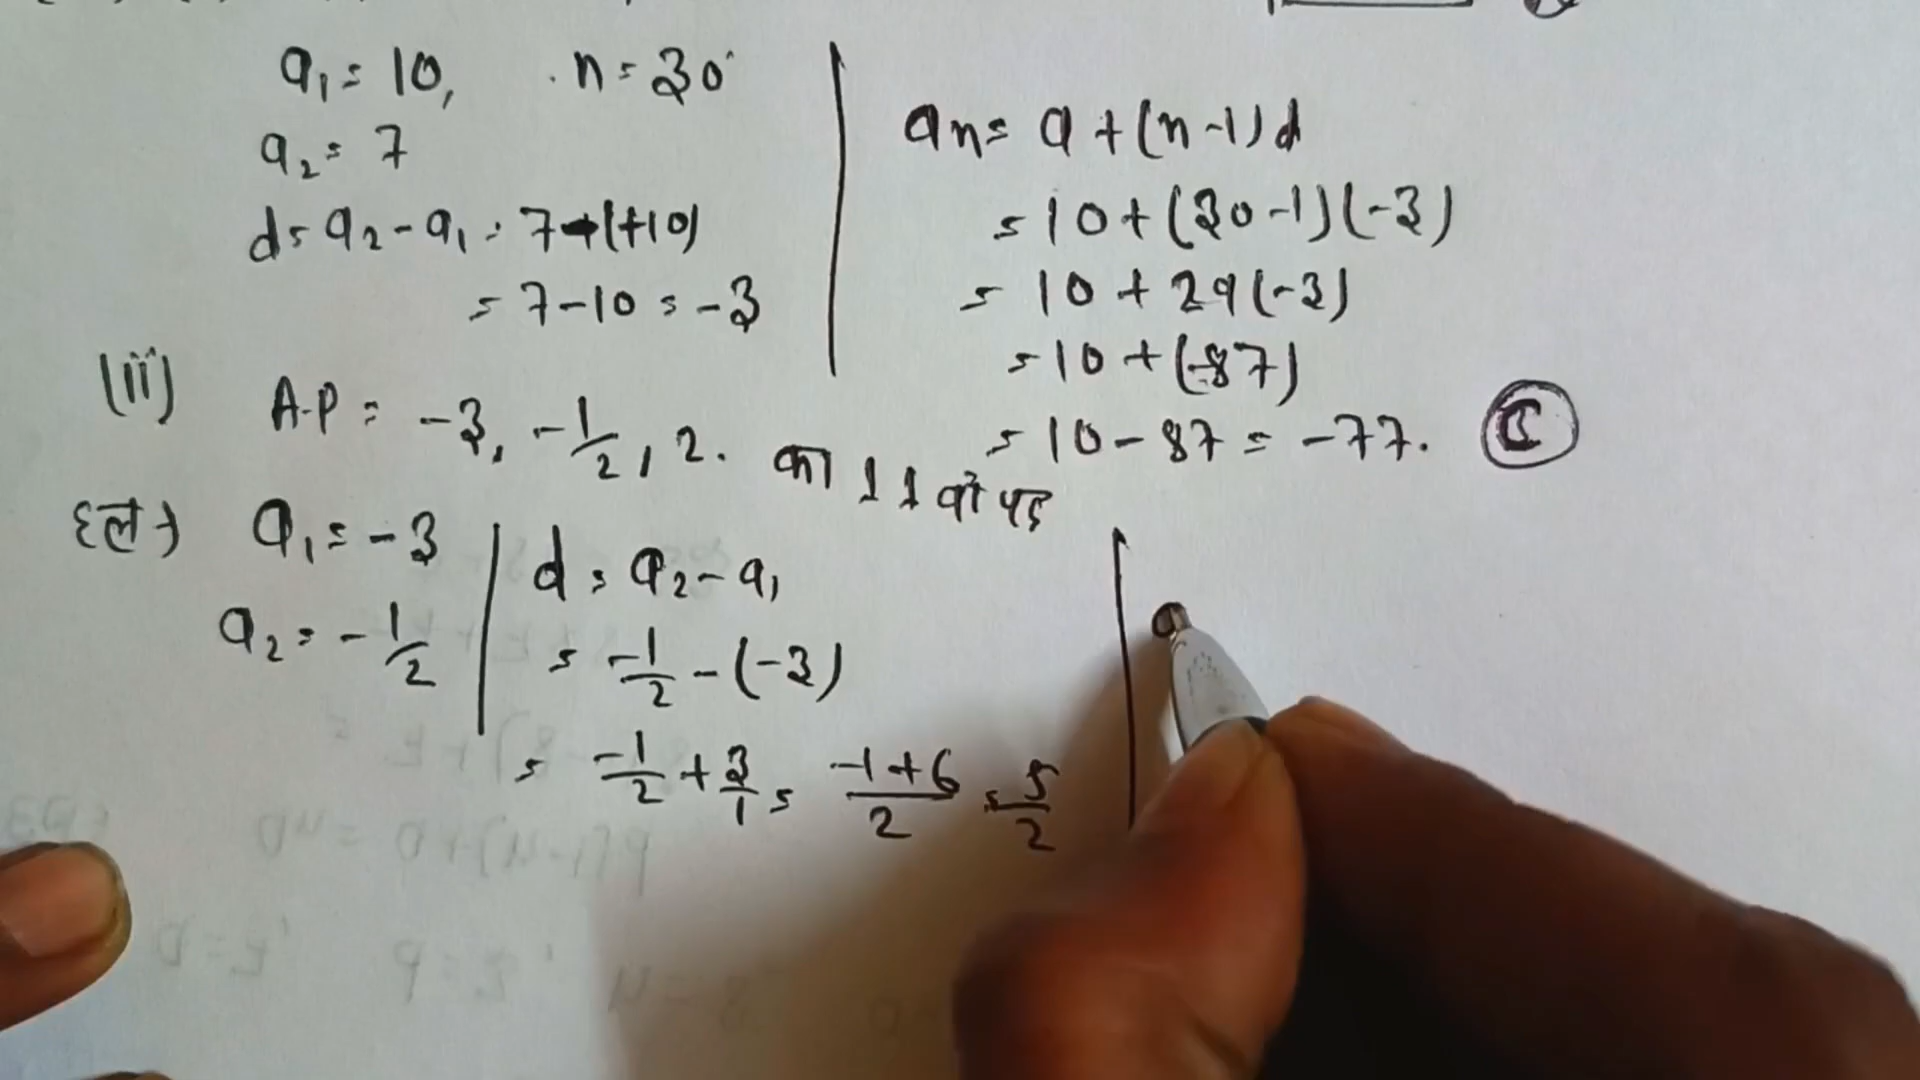 a₁ = 10, n = 30
a₂ = 7
d = a₂ - a₁ = 7 - (+10)
= 7 - 10 = -3
an = a + (n-1)d
= 10 + (30-1)(-3)
= 10 + 29(-3)
= 10 + (-87)
= 10 - 87 = -77. C
(ii) A.P = -3, -1/2, 2. का 11 वाँ पद
हल→ a₁ = -3
a₂ = -1/2
d = a₂ - a₁
= -1/2 - (-3)
= -1/2 + 3/1 = -1+6/2 = 5/2
a